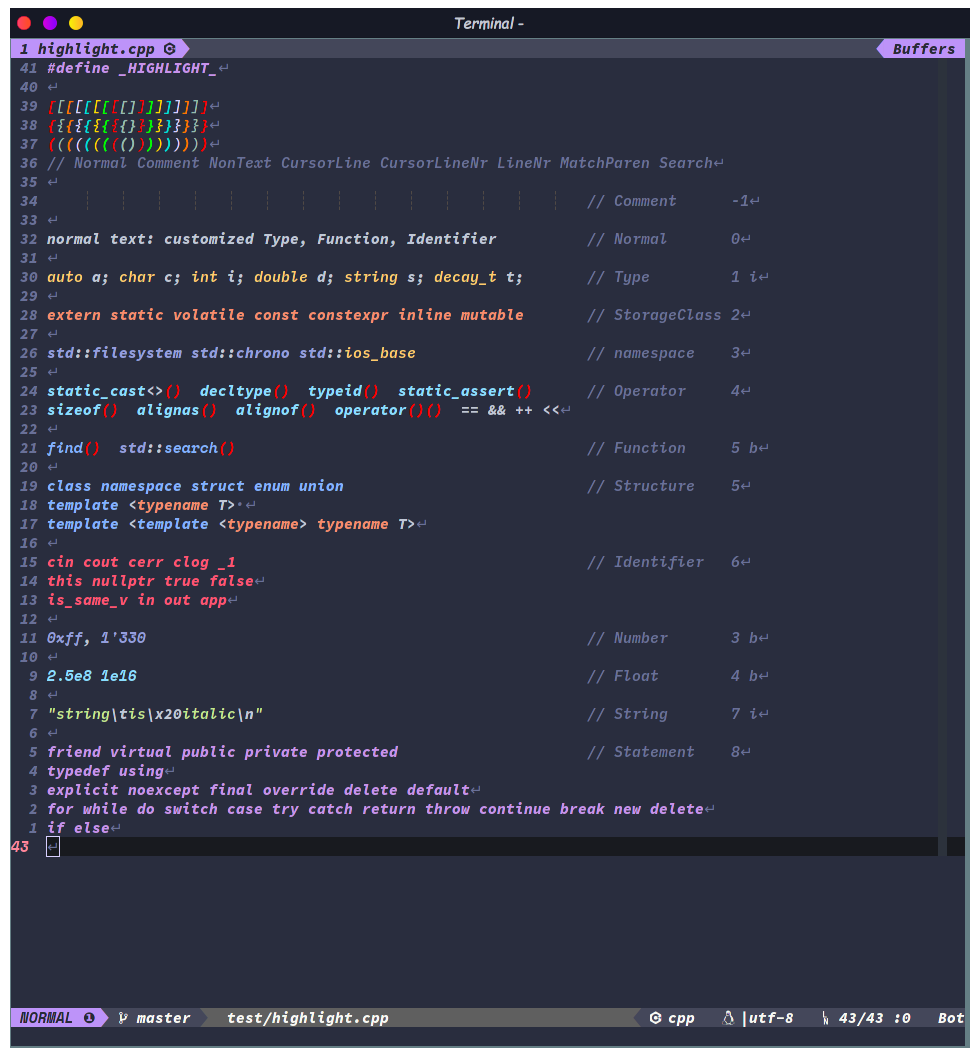 Terminal -
1 highlight.cpp Buffers
41 #define _HIGHLIGHT_↵
40 ↵
39 [[[[[[[[[[]]]]]]]]]↵
38 {{{{{{{{{{}}}}}}}}}↵
37 ((((((((())))))))))↵
36 // Normal Comment NonText CursorLine CursorLineNr LineNr MatchParen Search↵
35 ↵
34 ¦ ¦ ¦ ¦ ¦ ¦ ¦ ¦ ¦ ¦ ¦ ¦ ¦ ¦ // Comment -1↵
33 ↵
32 normal text: customized Type, Function, Identifier // Normal 0↵
31 ↵
30 auto a; char c; int i; double d; string s; decay_t t; // Type 1 i↵
29 ↵
28 extern static volatile const constexpr inline mutable // StorageClass 2↵
27 ↵
26 std::filesystem std::chrono std::ios_base // namespace 3↵
25 ↵
24 static_cast<>() decltype() typeid() static_assert() // Operator 4↵
23 sizeof() alignas() alignof() operator()() == && ++ <<↵
22 ↵
21 find() std::search() // Function 5 b↵
20 ↵
19 class namespace struct enum union // Structure 5↵
18 template <typename T>·↵
17 template <template <typename> typename T>↵
16 ↵
15 cin cout cerr clog _1 // Identifier 6↵
14 this nullptr true false↵
13 is_same_v in out app↵
12 ↵
11 0xff, 1'330 // Number 3 b↵
10 ↵
9 2.5e8 1e16 // Float 4 b↵
8 ↵
7 "string\tis\x20italic\n" // String 7 i↵
6 ↵
5 friend virtual public private protected // Statement 8↵
4 typedef using↵
3 explicit noexcept final override delete default↵
2 for while do switch case try catch return throw continue break new delete↵
1 if else↵
43 ↵
NORMAL ❶ master test/highlight.cpp cpp |utf-8 43/43 :0 Bot